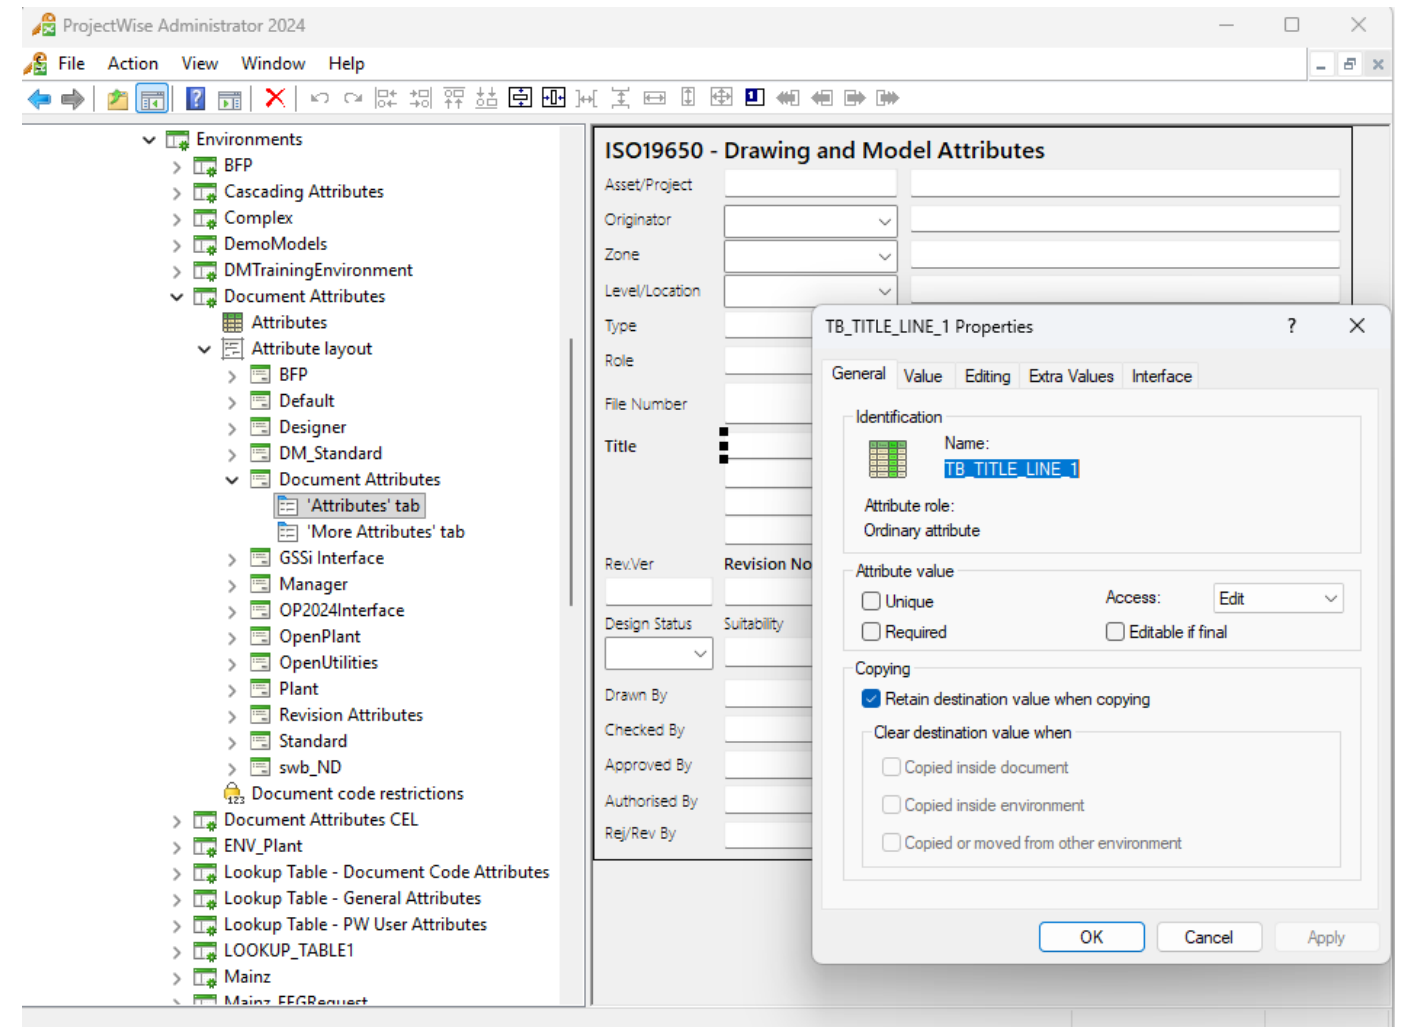 ProjectWise Administrator 2024
File Action View Window Help
Environments
BFP
Cascading Attributes
Complex
DemoModels
DMTrainingEnvironment
Document Attributes
Attributes
Attribute layout
BFP
Default
Designer
DM_Standard
Document Attributes
'Attributes' tab
'More Attributes' tab
GSSi Interface
Manager
OP2024Interface
OpenPlant
OpenUtilities
Plant
Revision Attributes
Standard
swb_ND
123 Document code restrictions
Document Attributes CEL
ENV_Plant
Lookup Table - Document Code Attributes
Lookup Table - General Attributes
Lookup Table - PW User Attributes
LOOKUP_TABLE1
Mainz
Mainz EEGRequest
ISO19650 - Drawing and Model Attributes
Asset/Project
Originator
Zone
Level/Location
Type
Role
File Number
Title
Rev.Ver Revision No
Design Status Suitability
Drawn By
Checked By
Approved By
Authorised By
Rej/Rev By
TB_TITLE_LINE_1 Properties
General Value Editing Extra Values Interface
Identification
Name:
TB_TITLE_LINE_1
Attribute role:
Ordinary attribute
Attribute value
Unique Access: Edit
Required Editable if final
Copying
Retain destination value when copying
Clear destination value when
Copied inside document
Copied inside environment
Copied or moved from other environment
OK Cancel Apply